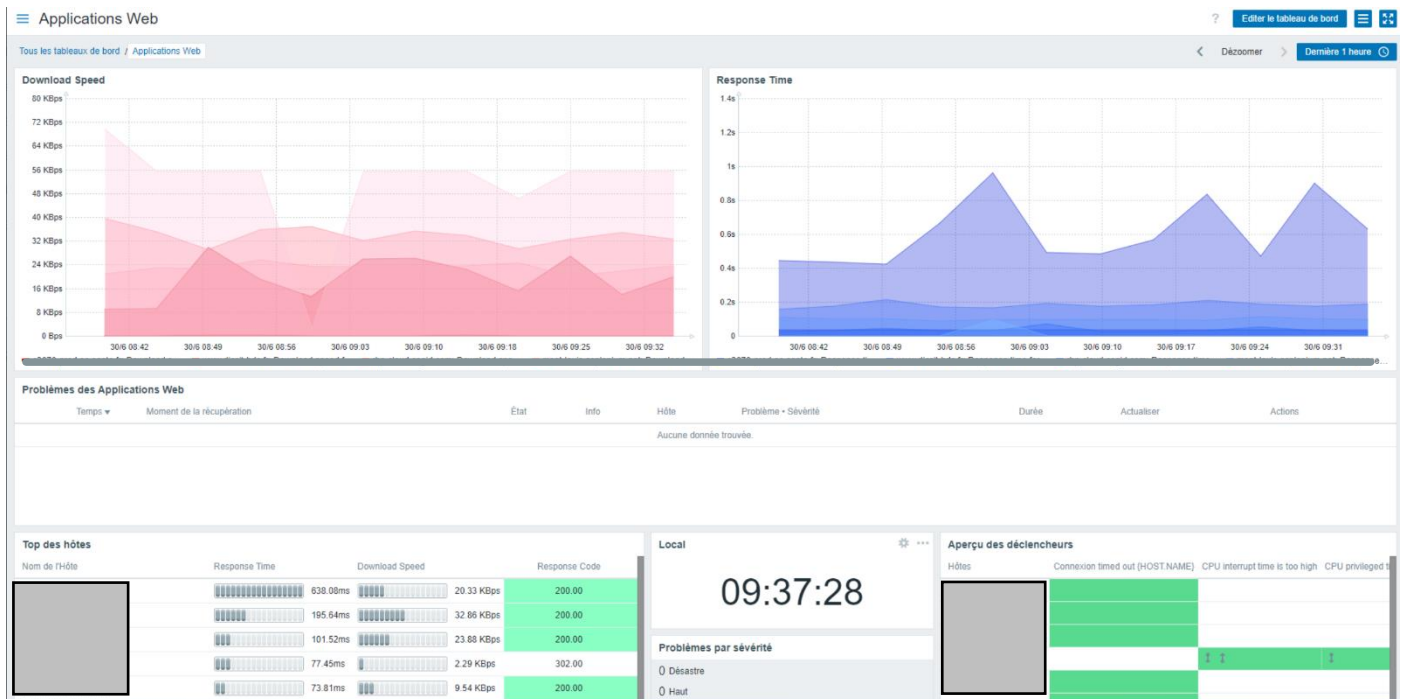 Applications Web
? Editer le tableau de bord
Tous les tableaux de bord / Applications Web
Dézoomer
Dernière 1 heure
Download Speed
80 KBps
72 KBps
64 KBps
56 KBps
48 KBps
40 KBps
32 KBps
24 KBps
16 KBps
8 KBps
0 Bps
30/6 08.42 30/6 08.49 30/6 08.56 30/6 09.03 30/6 09.10 30/6 09.18 30/6 09.25 30/6 09.32
Response Time
1.4s
1.2s
1s
0.8s
0.6s
0.4s
0.2s
0
30/6 08.42 30/6 08.49 30/6 08.56 30/6 09.03 30/6 09.10 30/6 09.17 30/6 09.24 30/6 09.31
Problèmes des Applications Web
Temps Moment de la récupération État Info Hôte Problème • Sévérité Durée Actualiser Actions
Aucune donnée trouvée.
Top des hôtes
Nom de l'Hôte Response Time Download Speed Response Code
638.08ms 20.33 KBps 200.00
195.64ms 32.86 KBps 200.00
101.52ms 23.88 KBps 200.00
77.45ms 2.29 KBps 302.00
73.81ms 9.54 KBps 200.00
Local
09:37:28
Problèmes par sévérité
0 Désastre
0 Haut
Aperçu des déclencheurs
Hôtes Connexion timed out (HOST.NAME) CPU interrupt time is too high CPU privileged t